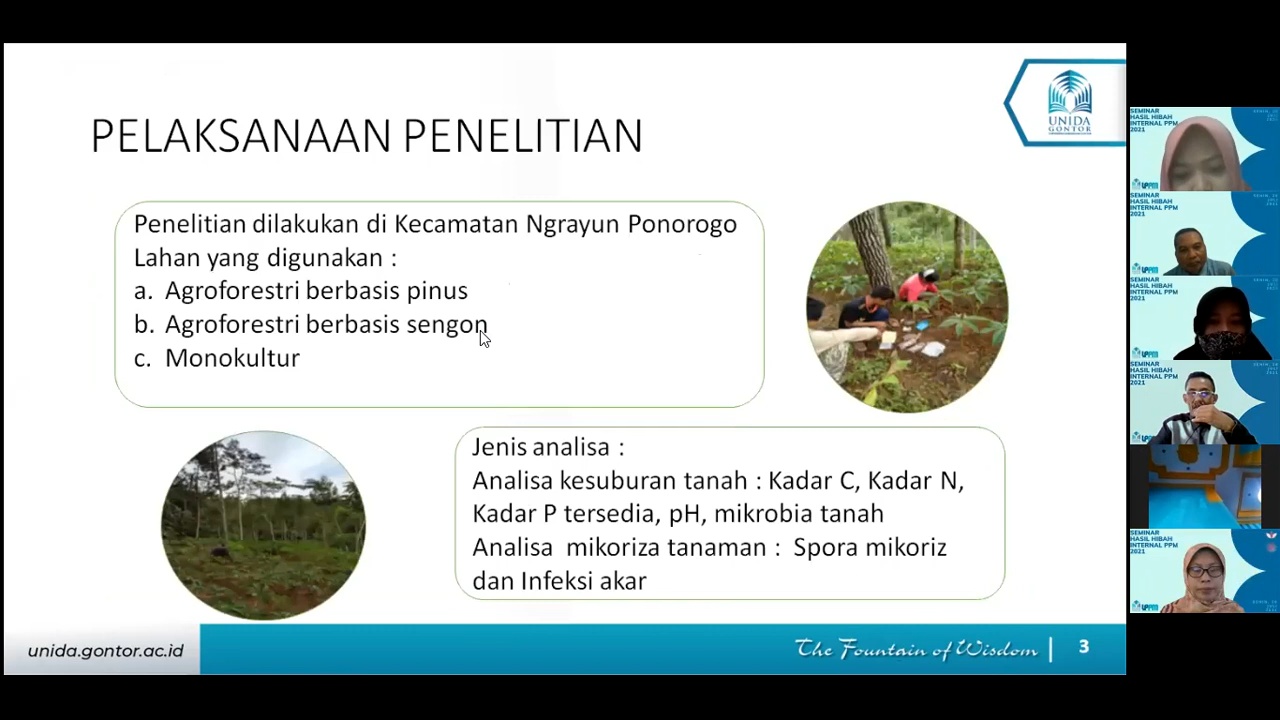 PELAKSANAAN PENELITIAN
UNIDA
GONTOR
Penelitian dilakukan di Kecamatan Ngrayun Ponorogo
Lahan yang digunakan :
a. Agroforestri berbasis pinus
b. Agroforestri berbasis sengon
c. Monokultur
Jenis analisa :
Analisa kesuburan tanah : Kadar C, Kadar N,
Kadar P tersedia, pH, mikrobia tanah
Analisa mikoriza tanaman : Spora mikoriz
dan Infeksi akar
unida.gontor.ac.id
The Fountain of Wisdom | 3
SEMINAR
HASIL HIBAH
INTERNAL PPM
2021
SEMINAR
HASIL HIBAH
INTERNAL PPM
2021
SEMINAR
HASIL HIBAH
INTERNAL PPM
2021
SEMINAR
HASIL HIBAH
INTERNAL PPM
2021
SEMINAR
HASIL HIBAH
INTERNAL PPM
2021